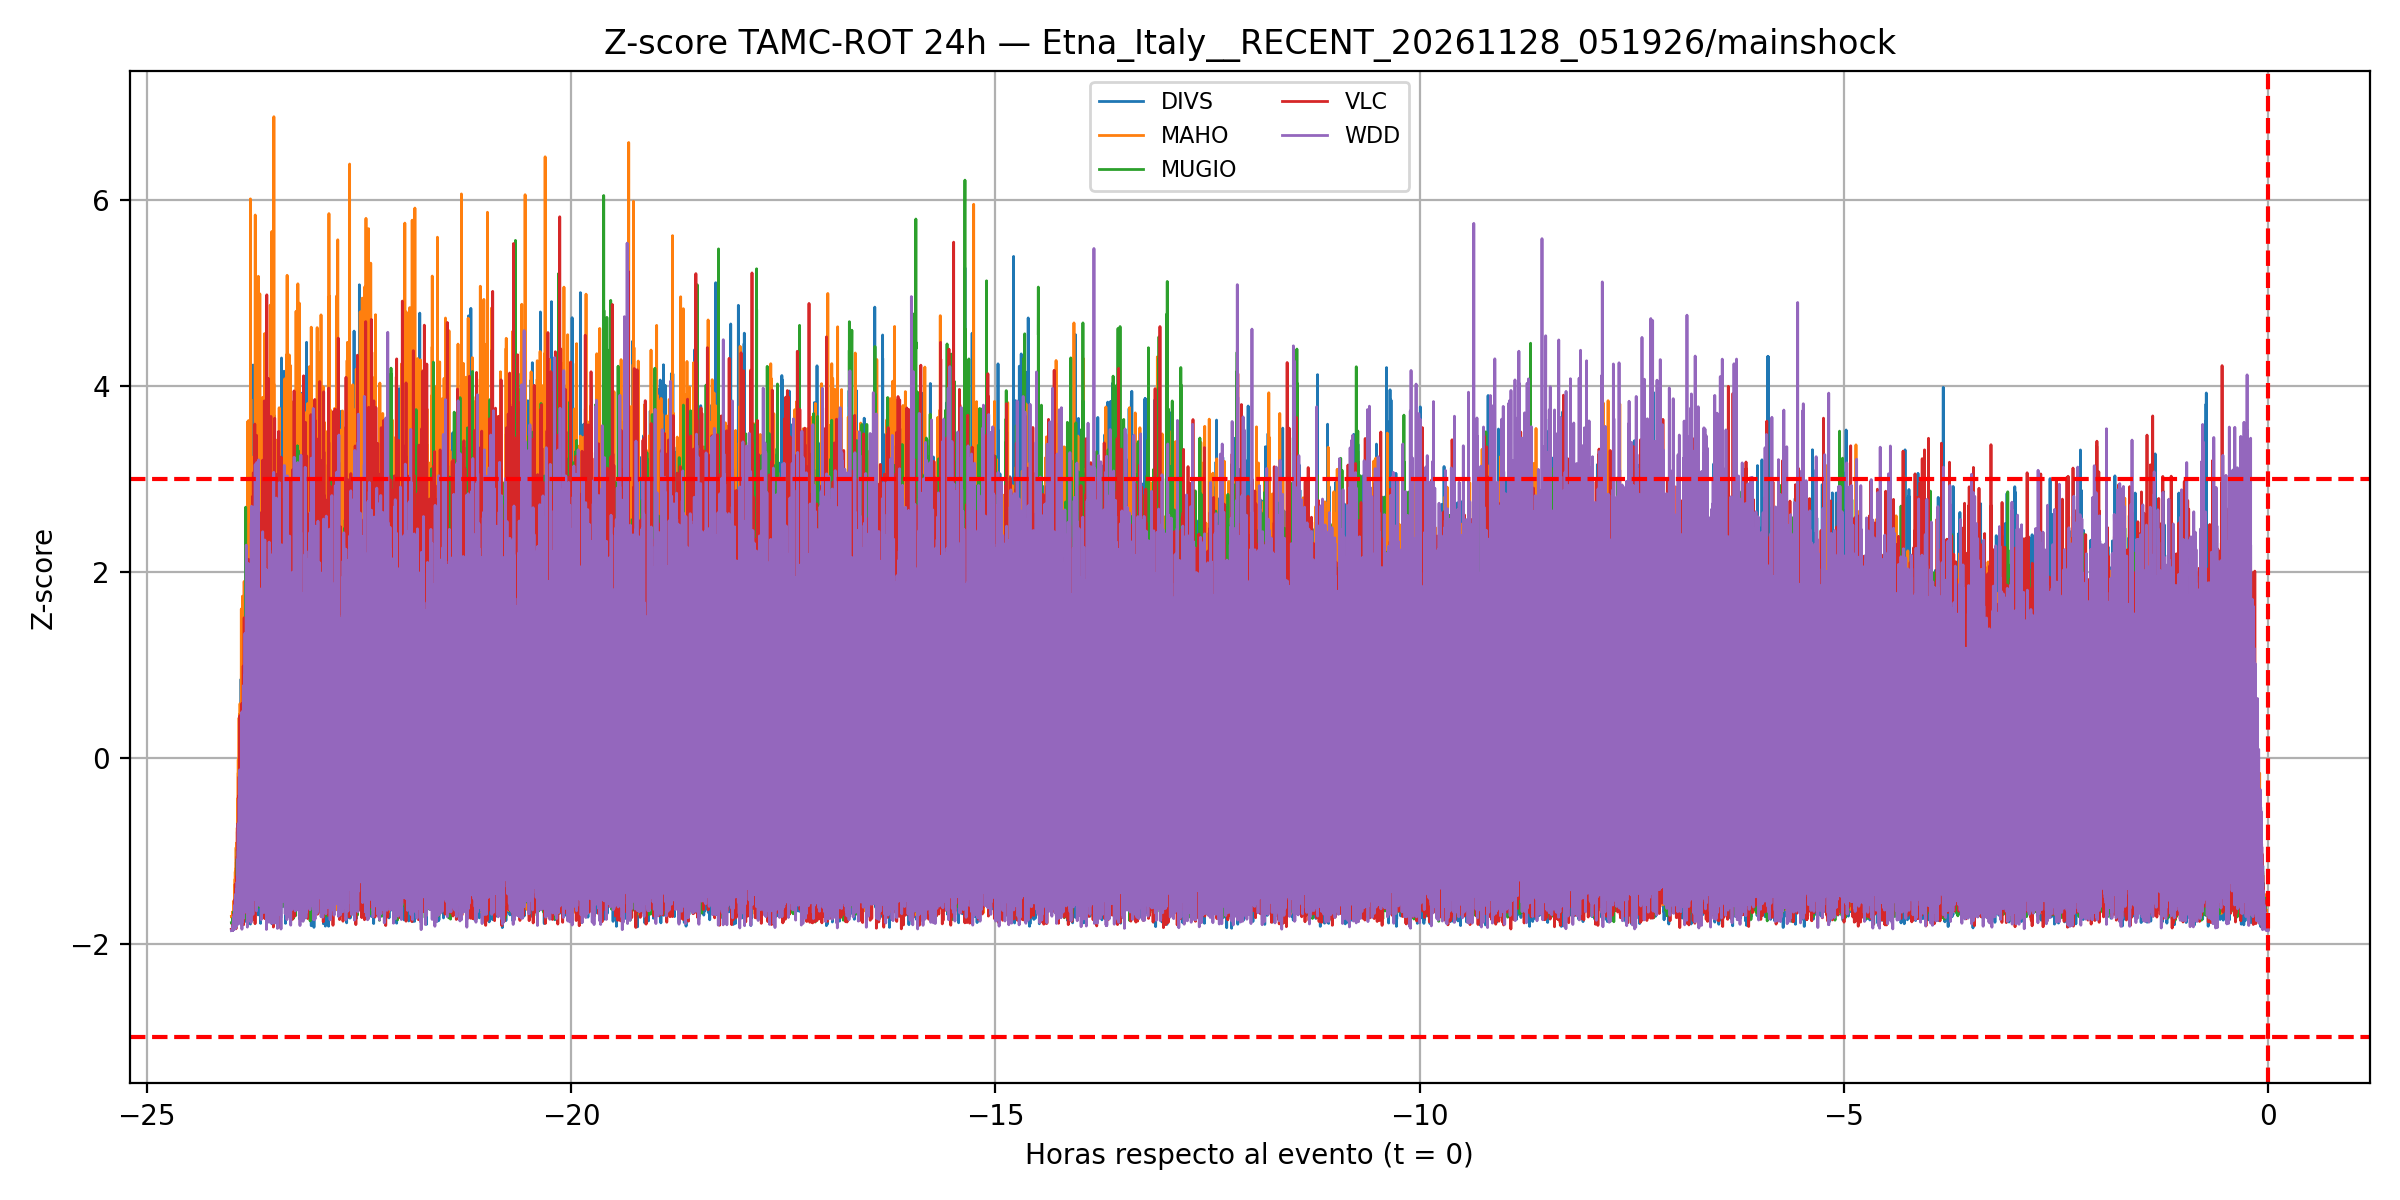 Z-score TAMC-ROT 24h — Etna_Italy__RECENT_20261128_051926/mainshock
DIVS
MAHO
MUGIO
VLC
WDD
Z-score
6
4
2
0
−2
−25
−20
−15
−10
−5
0
Horas respecto al evento (t = 0)